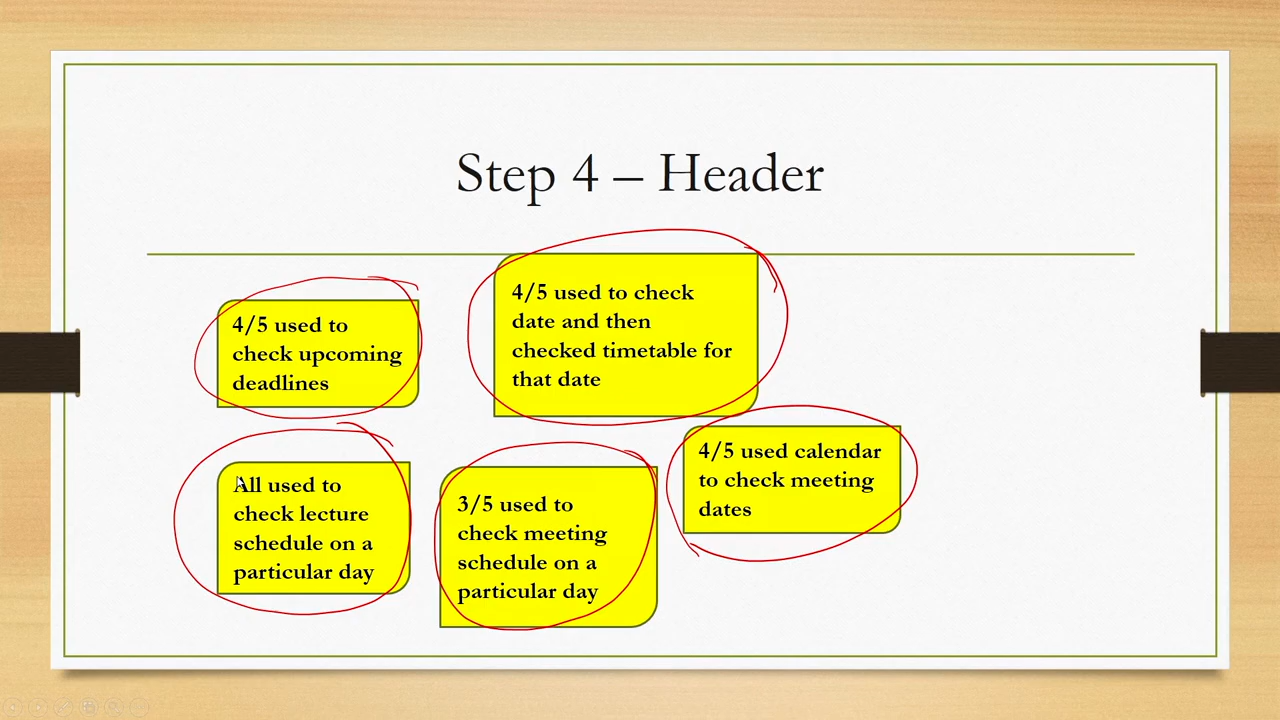 Step 4 – Header
4/5 used to
check upcoming
deadlines
4/5 used to check
date and then
checked timetable for
that date
4/5 used calendar
to check meeting
dates
All used to
check lecture
schedule on a
particular day
3/5 used to
check meeting
schedule on a
particular day